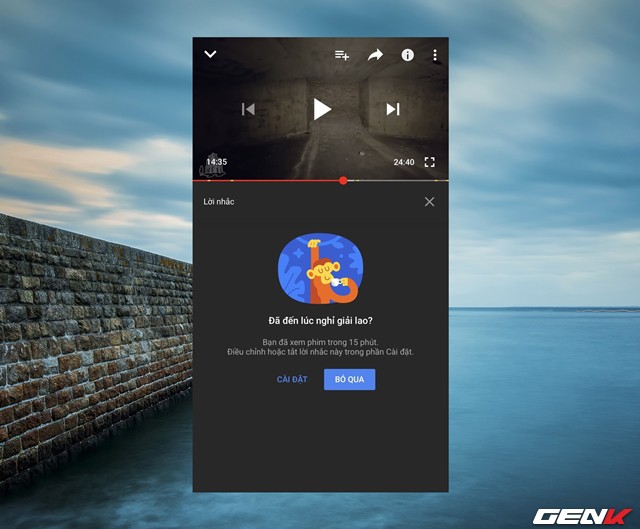 14:35
24:40
Lời nhắc
Đã đến lúc nghỉ giải lao?
Bạn đã xem phim trong 15 phút.
Điều chỉnh hoặc tắt lời nhắc này trong phần Cài đặt.
CÀI ĐẶT
BỎ QUA
GENK